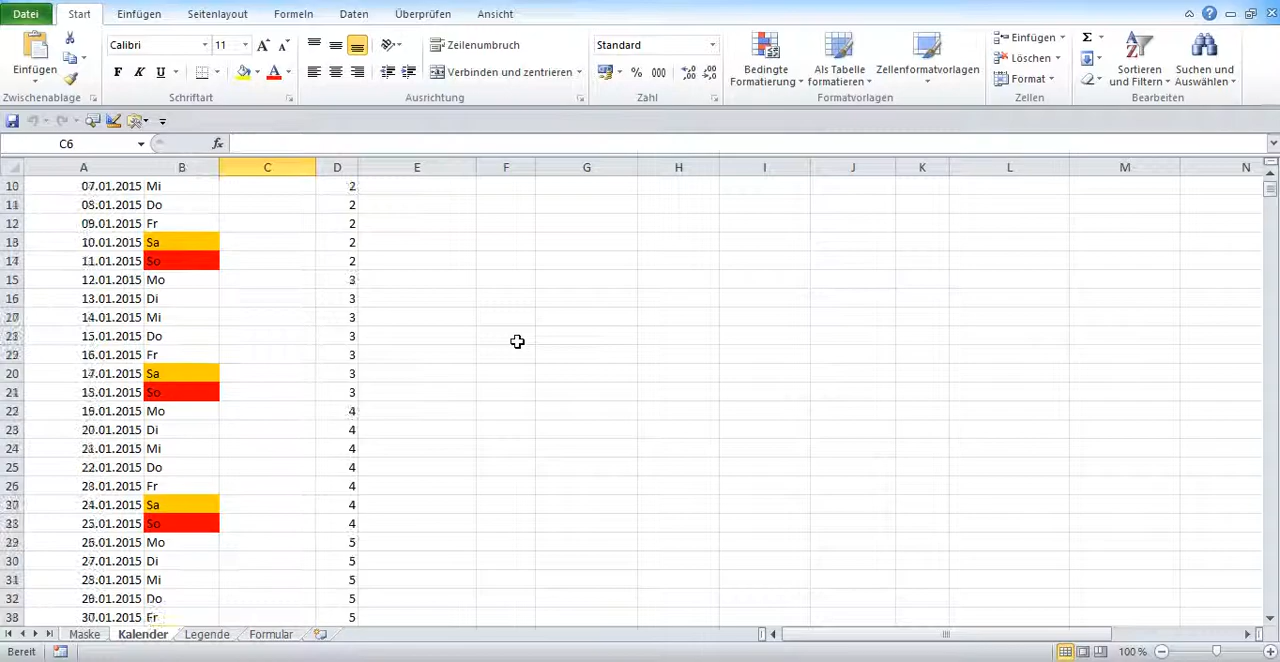 Datei Start Einfügen Seitenlayout Formeln Daten Überprüfen Ansicht
Calibri 11 Zeilenumbruch Standard Einfügen Σ
Einfügen F K U Verbinden und zentrieren % 000 Bedingte Formatierung Als Tabelle formatieren Zellenformatvorlagen Löschen Format Sortieren und Filtern Suchen und Auswählen
Zwischenablage Schriftart Ausrichtung Zahl Formatvorlagen Zellen Bearbeiten
C6 fx
A B C D E F G H I J K L M N
10 07.01.2015 Mi 2
11 08.01.2015 Do 2
12 09.01.2015 Fr 2
13 10.01.2015 Sa 2
11.01.2015 So 2
15 12.01.2015 Mo 3
16 13.01.2015 Di 3
14.01.2015 Mi 3
15.01.2015 Do 3
16.01.2015 Fr 3
20 17.01.2015 Sa 3
21 18.01.2015 So 3
22 19.01.2015 Mo 4
23 20.01.2015 Di 4
24 21.01.2015 Mi 4
25 22.01.2015 Do 4
26 23.01.2015 Fr 4
24.01.2015 Sa 4
25.01.2015 So 4
26.01.2015 Mo 5
27.01.2015 Di 5
31 28.01.2015 Mi 5
32 29.01.2015 Do 5
33 30.01.2015 Fr 5
Maske Kalender Legende Formular
Bereit 100 %